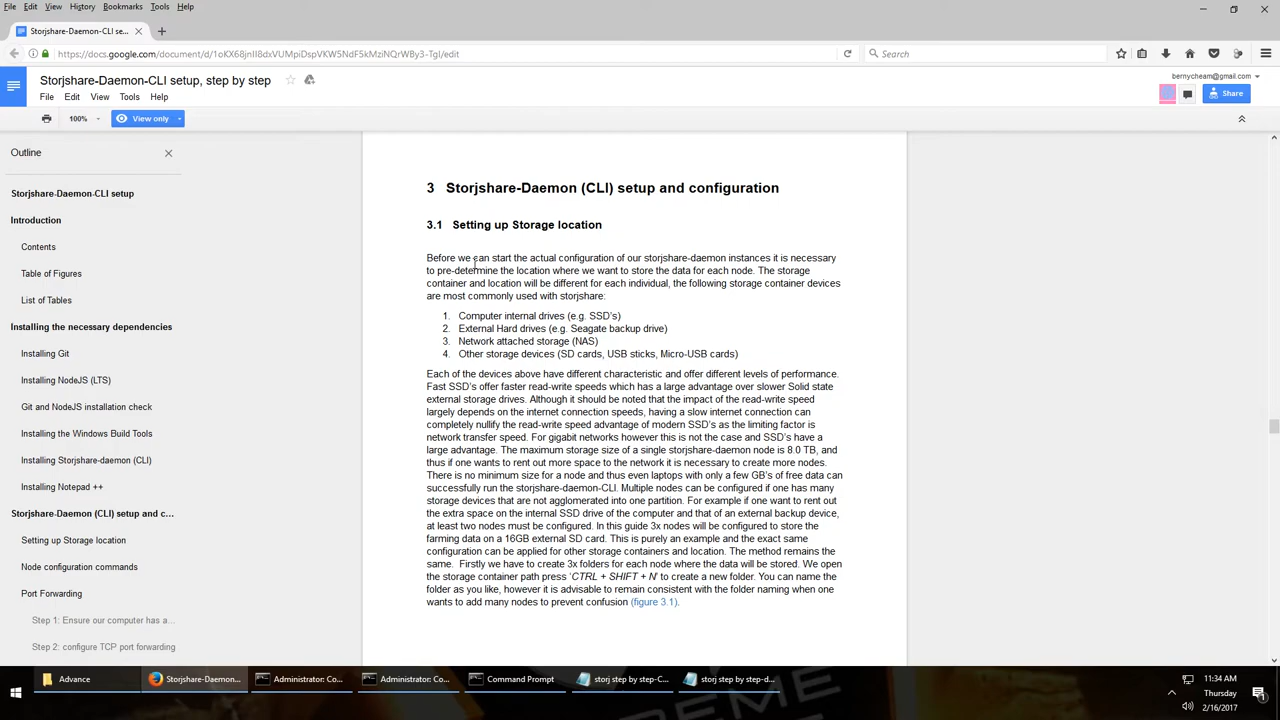 File Edit View History Bookmarks Tools Help
Storjshare-Daemon-CLI se...
https://docs.google.com/document/d/1oKX68jnII8dxVUMpiDspVKW5NdF5kMziNQrWBy3-TgI/edit
Search
Storjshare-Daemon-CLI setup, step by step
bernycheam@gmail.com
File Edit View Tools Help
Share
100% View only
Outline
Storjshare-Daemon-CLI setup
Introduction
Contents
Table of Figures
List of Tables
Installing the necessary dependencies
Installing Git
Installing NodeJS (LTS)
Git and NodeJS installation check
Installing the Windows Build Tools
Installing Storjshare-daemon (CLI)
Installing Notepad ++
Storjshare-Daemon (CLI) setup and c...
Setting up Storage location
Node configuration commands
Port Forwarding
Step 1: Ensure our computer has a...
Step 2: configure TCP port forwarding
3 Storjshare-Daemon (CLI) setup and configuration
3.1 Setting up Storage location
Before we can start the actual configuration of our storjshare-daemon instances it is necessary
to pre-determine the location where we want to store the data for each node. The storage
container and location will be different for each individual, the following storage container devices
are most commonly used with storjshare:
1. Computer internal drives (e.g. SSD's)
2. External Hard drives (e.g. Seagate backup drive)
3. Network attached storage (NAS)
4. Other storage devices (SD cards, USB sticks, Micro-USB cards)
Each of the devices above have different characteristic and offer different levels of performance.
Fast SSD's offer faster read-write speeds which has a large advantage over slower Solid state
external storage drives. Although it should be noted that the impact of the read-write speed
largely depends on the internet connection speeds, having a slow internet connection can
completely nullify the read-write speed advantage of modern SSD's as the limiting factor is
network transfer speed. For gigabit networks however this is not the case and SSD's have a
large advantage. The maximum storage size of a single storjshare-daemon node is 8.0 TB, and
thus if one wants to rent out more space to the network it is necessary to create more nodes.
There is no minimum size for a node and thus even laptops with only a few GB's of free data can
successfully run the storjshare-daemon-CLI. Multiple nodes can be configured if one has many
storage devices that are not agglomerated into one partition. For example if one want to rent out
the extra space on the internal SSD drive of the computer and that of an external backup device,
at least two nodes must be configured. In this guide 3x nodes will be configured to store the
farming data on a 16GB external SD card. This is purely an example and the exact same
configuration can be applied for other storage containers and location. The method remains the
same. Firstly we have to create 3x folders for each node where the data will be stored. We open
the storage container path press 'CTRL + SHIFT + N' to create a new folder. You can name the
folder as you like, however it is advisable to remain consistent with the folder naming when one
wants to add many nodes to prevent confusion (figure 3.1).
Advance
Storjshare-Daemon...
Administrator: Co...
Administrator: Co...
Command Prompt
storj step by step-C...
storj step by step-d...
11:34 AM
Thursday
2/16/2017